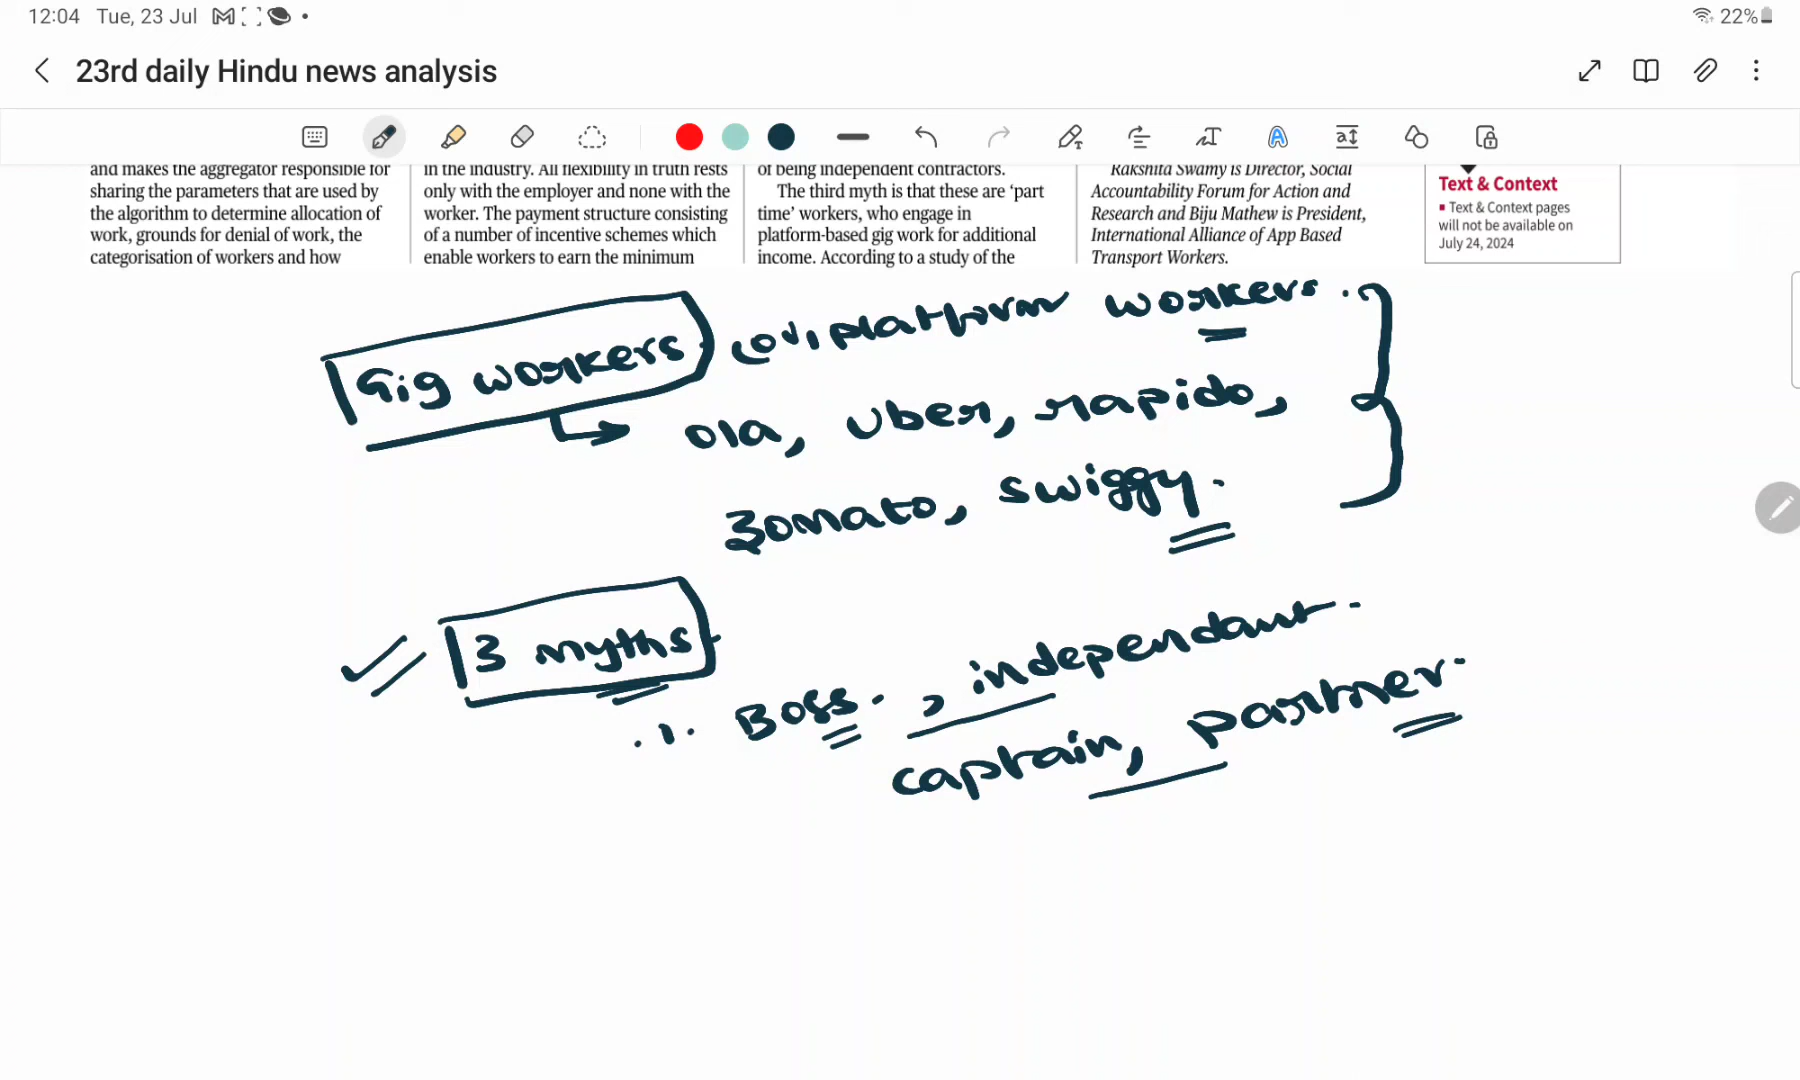 12:04 Tue, 23 Jul
22%
23rd daily Hindu news analysis
and makes the aggregator responsible for
sharing the parameters that are used by
the algorithm to determine allocation of
work, grounds for denial of work, the
categorisation of workers and how
in the industry. All flexibility in truth rests
only with the employer and none with the
worker. The payment structure consisting
of a number of incentive schemes which
enable workers to earn the minimum
of being independent contractors.
The third myth is that these are ‘part
time’ workers, who engage in
platform-based gig work for additional
income. According to a study of the
Rakshita Swamy is Director, Social
Accountability Forum for Action and
Research and Biju Mathew is President,
International Alliance of App Based
Transport Workers.
Text & Context
▪ Text & Context pages
will not be available on
July 24, 2024
Gig workers (or) platform workers.
ola, Uber, rapido,
zomato, swiggy.
3 myths
1. Boss, independant
captain, partner